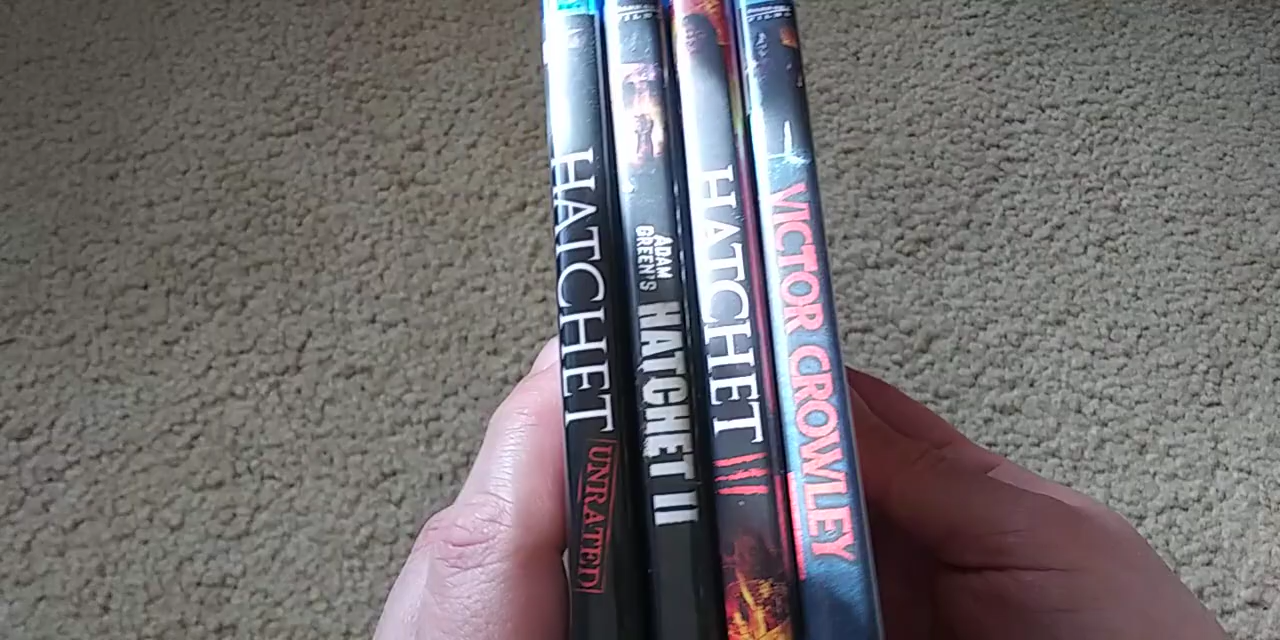 HATCHET
UNRATED
ADAM
GREEN'S
HATCHET II
HATCHET III
VICTOR CROWLEY